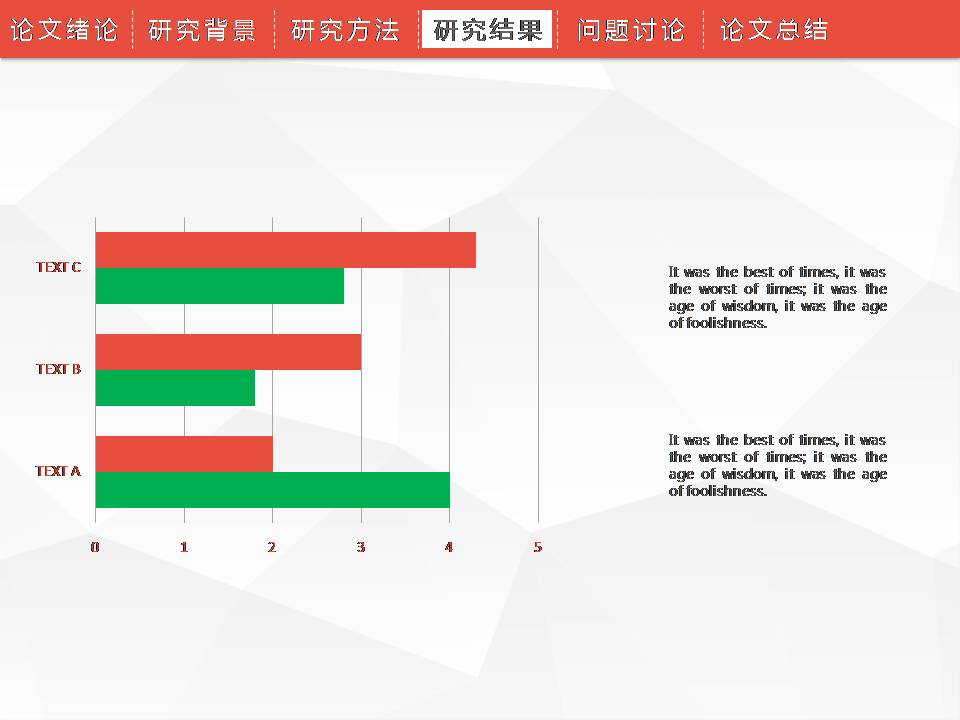 论文绪论 研究背景 研究方法 研究结果 问题讨论 论文总结
TEXT C
TEXT B
TEXT A
0 1 2 3 4 5
It was the best of times, it was
the worst of times; it was the
age of wisdom, it was the age
of foolishness.
It was the best of times, it was
the worst of times; it was the
age of wisdom, it was the age
of foolishness.